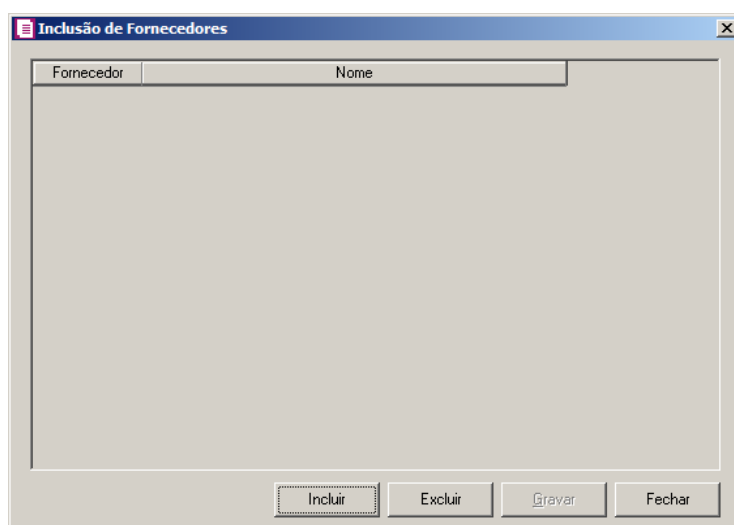 Inclusão de Fornecedores
Fornecedor Nome
Incluir Excluir Gravar Fechar